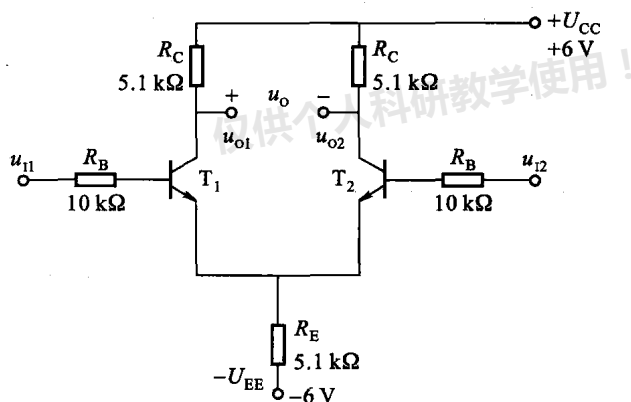 +U_CC
+6 V
R_C
5.1 kΩ
R_C
5.1 kΩ
+
u_o
−
u_o1
u_o2
仅供个人科研教学使用！
u_I1
R_B
10 kΩ
T_1
T_2
R_B
10 kΩ
u_I2
R_E
5.1 kΩ
−U_EE
−6 V